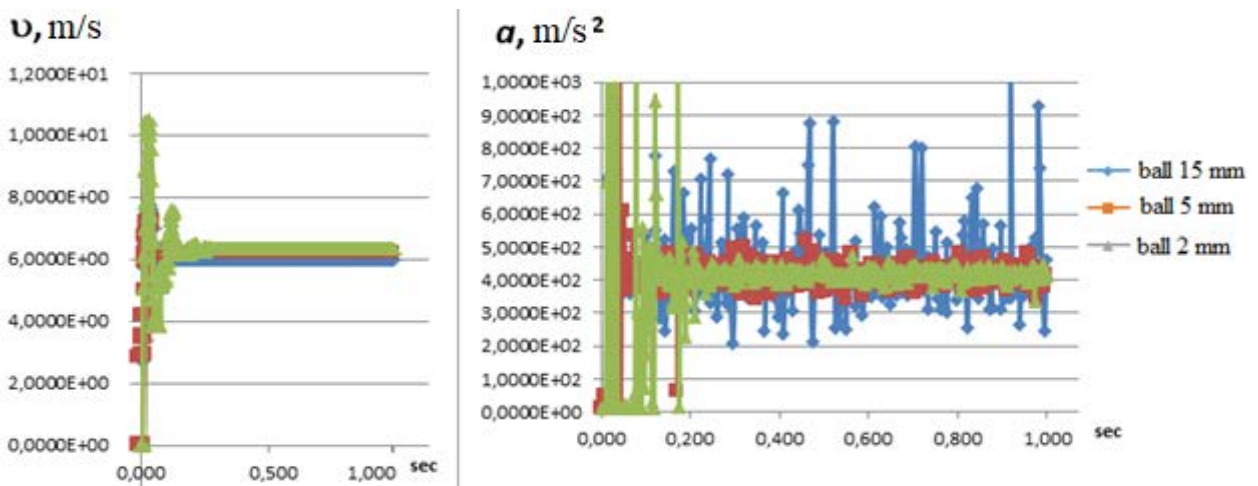 υ, m/s
1,2000E+01
1,0000E+01
8,0000E+00
6,0000E+00
4,0000E+00
2,0000E+00
0,0000E+00
0,000
0,500
1,000
sec
a, m/s²
1,0000E+03
9,0000E+02
8,0000E+02
7,0000E+02
6,0000E+02
5,0000E+02
4,0000E+02
3,0000E+02
2,0000E+02
1,0000E+02
0,0000E+00
0,000
0,200
0,400
0,600
0,800
1,000
sec
ball 15 mm
ball 5 mm
ball 2 mm